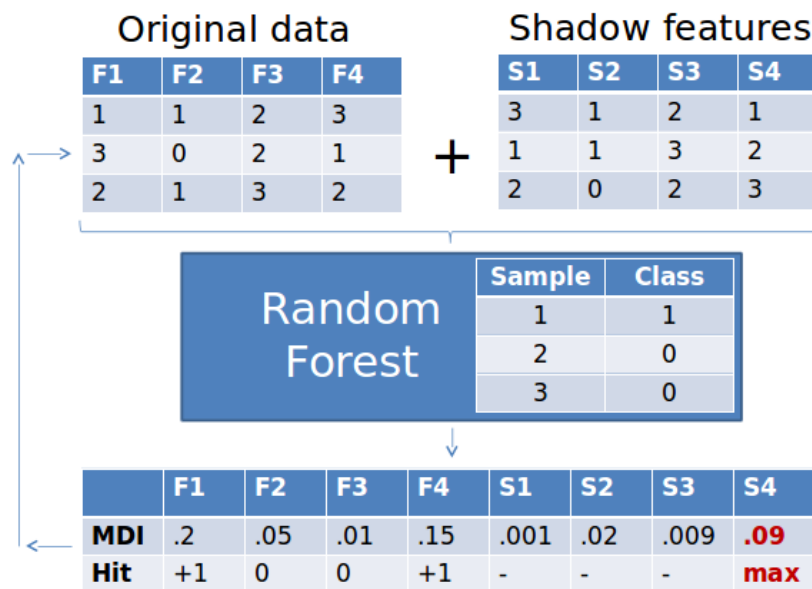 Original data
F1 F2 F3 F4
1 1 2 3
3 0 2 1
2 1 3 2
+
Shadow features
S1 S2 S3 S4
3 1 2 1
1 1 3 2
2 0 2 3
Random
Forest
Sample Class
1 1
2 0
3 0
F1 F2 F3 F4 S1 S2 S3 S4
MDI .2 .05 .01 .15 .001 .02 .009 .09
Hit +1 0 0 +1 - - - max